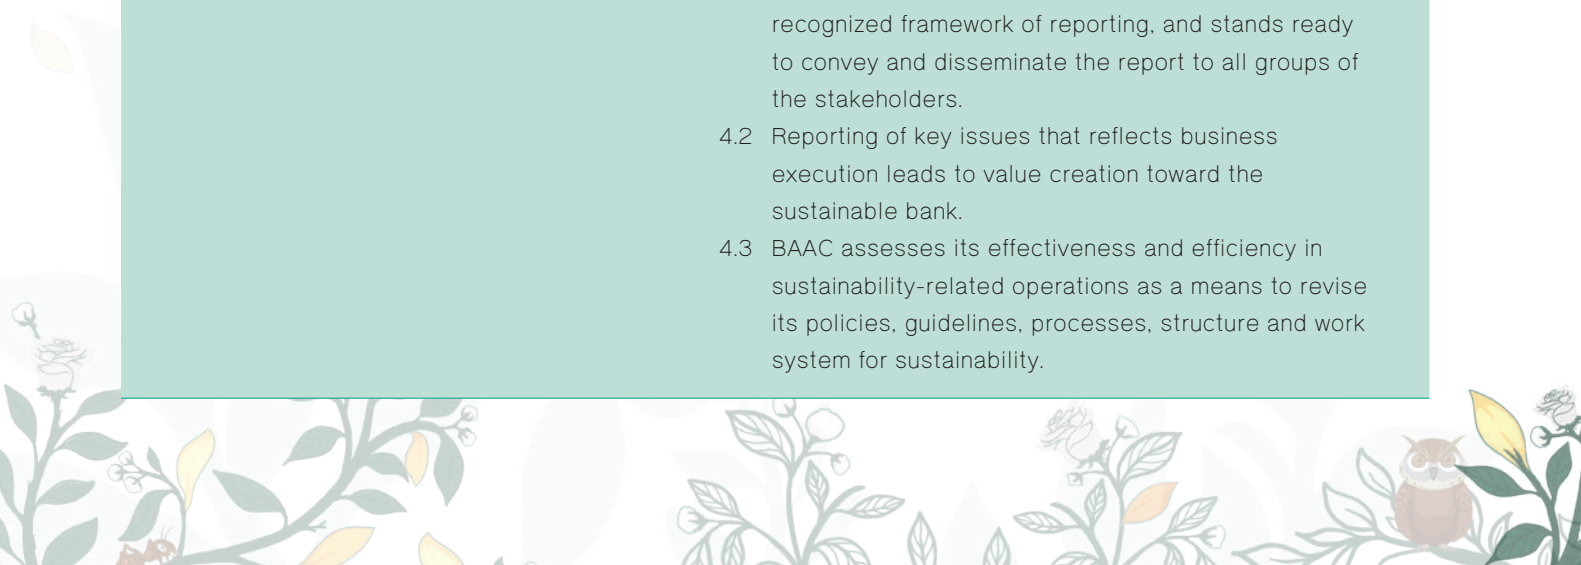 recognized framework of reporting, and stands ready
to convey and disseminate the report to all groups of
the stakeholders.
4.2 Reporting of key issues that reflects business
execution leads to value creation toward the
sustainable bank.
4.3 BAAC assesses its effectiveness and efficiency in
sustainability-related operations as a means to revise
its policies, guidelines, processes, structure and work
system for sustainability.